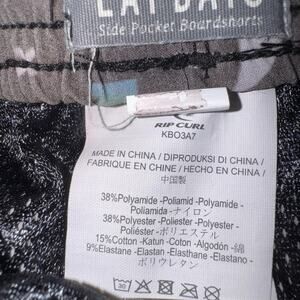 LAYDAYS
Side Pocket Boardshorts
RIP CURL
KBO3A7
MADE IN CHINA / DIPRODUKSI DI CHINA /
FABRIQUE EN CHINE / HECHO EN CHINA /
中国製
38%Polyamide-Poliamid-Polyamide-
Poliamida-ナイロン
38%Polyester-Poliester-Polyester-
Poliéster-ポリエステル
15%Cotton-Katun-Coton-Algodón-綿
9%Elastane-Elastan-Elasthane-Elastano-
ポリウレタン
30